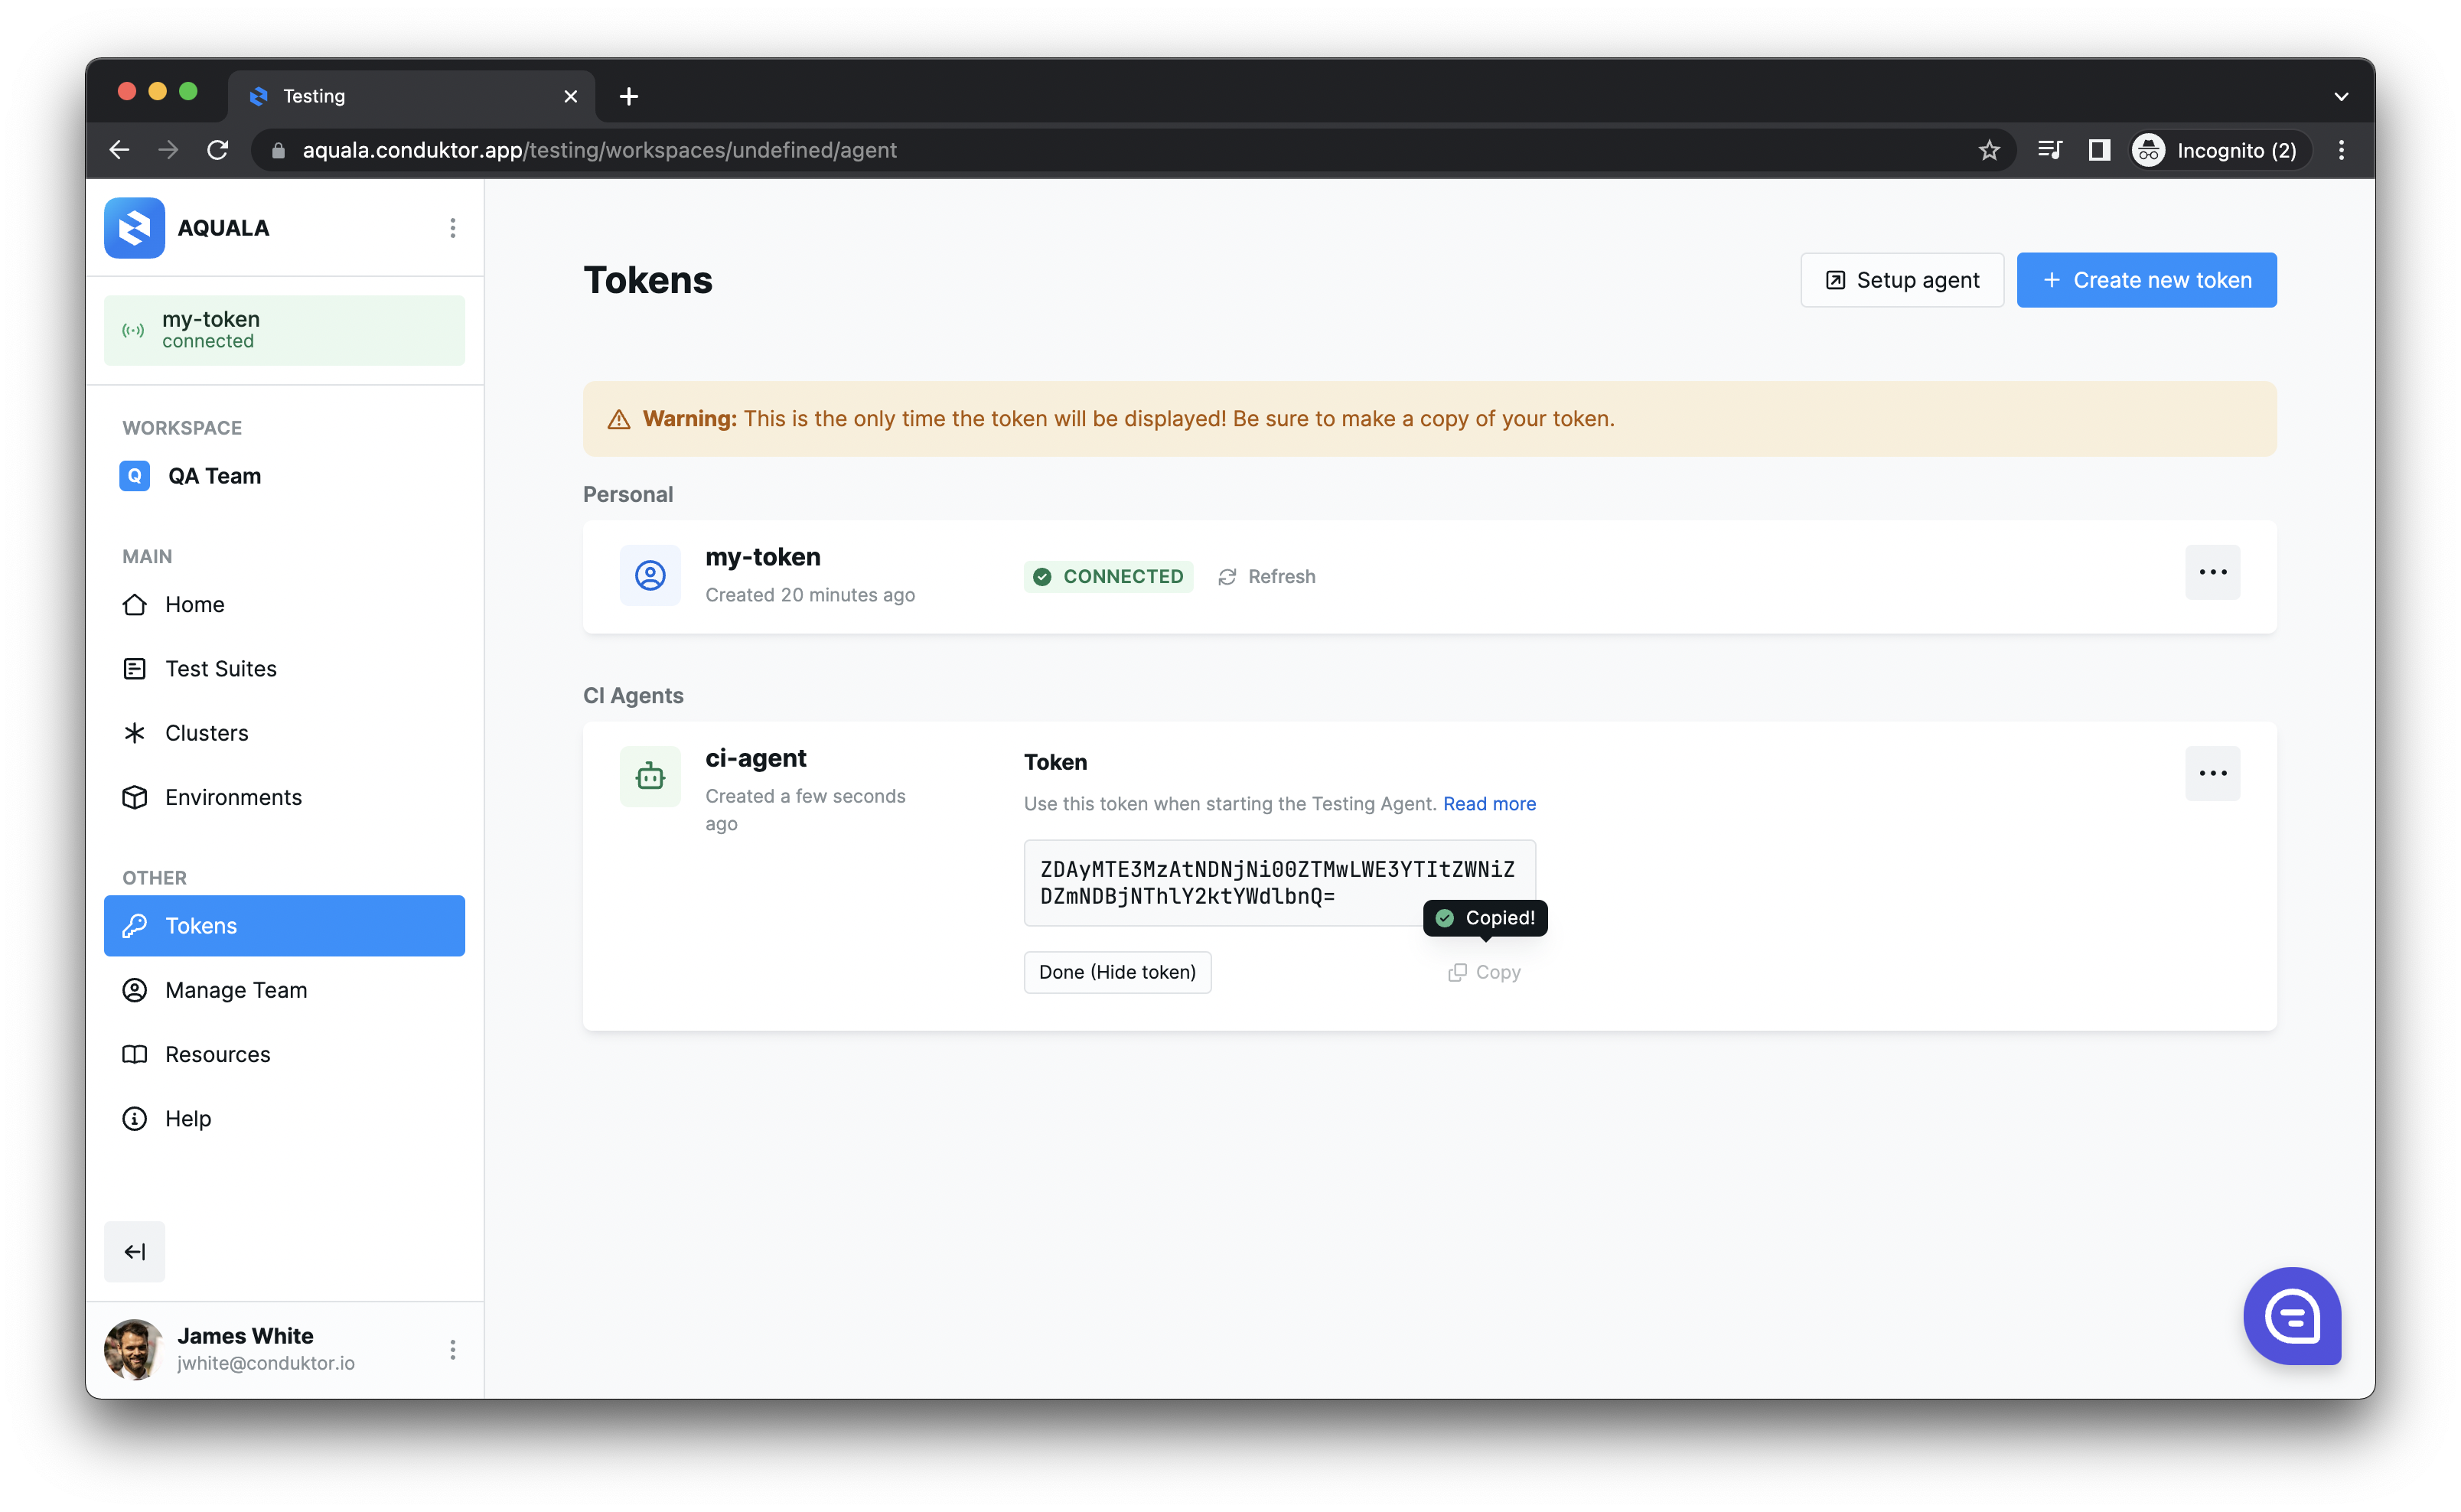 Testing
aquala.conduktor.app/testing/workspaces/undefined/agent
Incognito (2)
AQUALA
my-token
connected
WORKSPACE
Q QA Team
MAIN
Home
Test Suites
Clusters
Environments
OTHER
Tokens
Manage Team
Resources
Help
James White
jwhite@conduktor.io
Tokens
Setup agent
Create new token
Warning: This is the only time the token will be displayed! Be sure to make a copy of your token.
Personal
my-token
Created 20 minutes ago
CONNECTED
Refresh
CI Agents
ci-agent
Created a few seconds
ago
Token
Use this token when starting the Testing Agent. Read more
ZDAyMTE3MzAtNDNjNi00ZTMwLWE3YTItZWNiZ
DZmNDBjNThlY2ktYWdlbnQ=
Copied!
Done (Hide token)
Copy